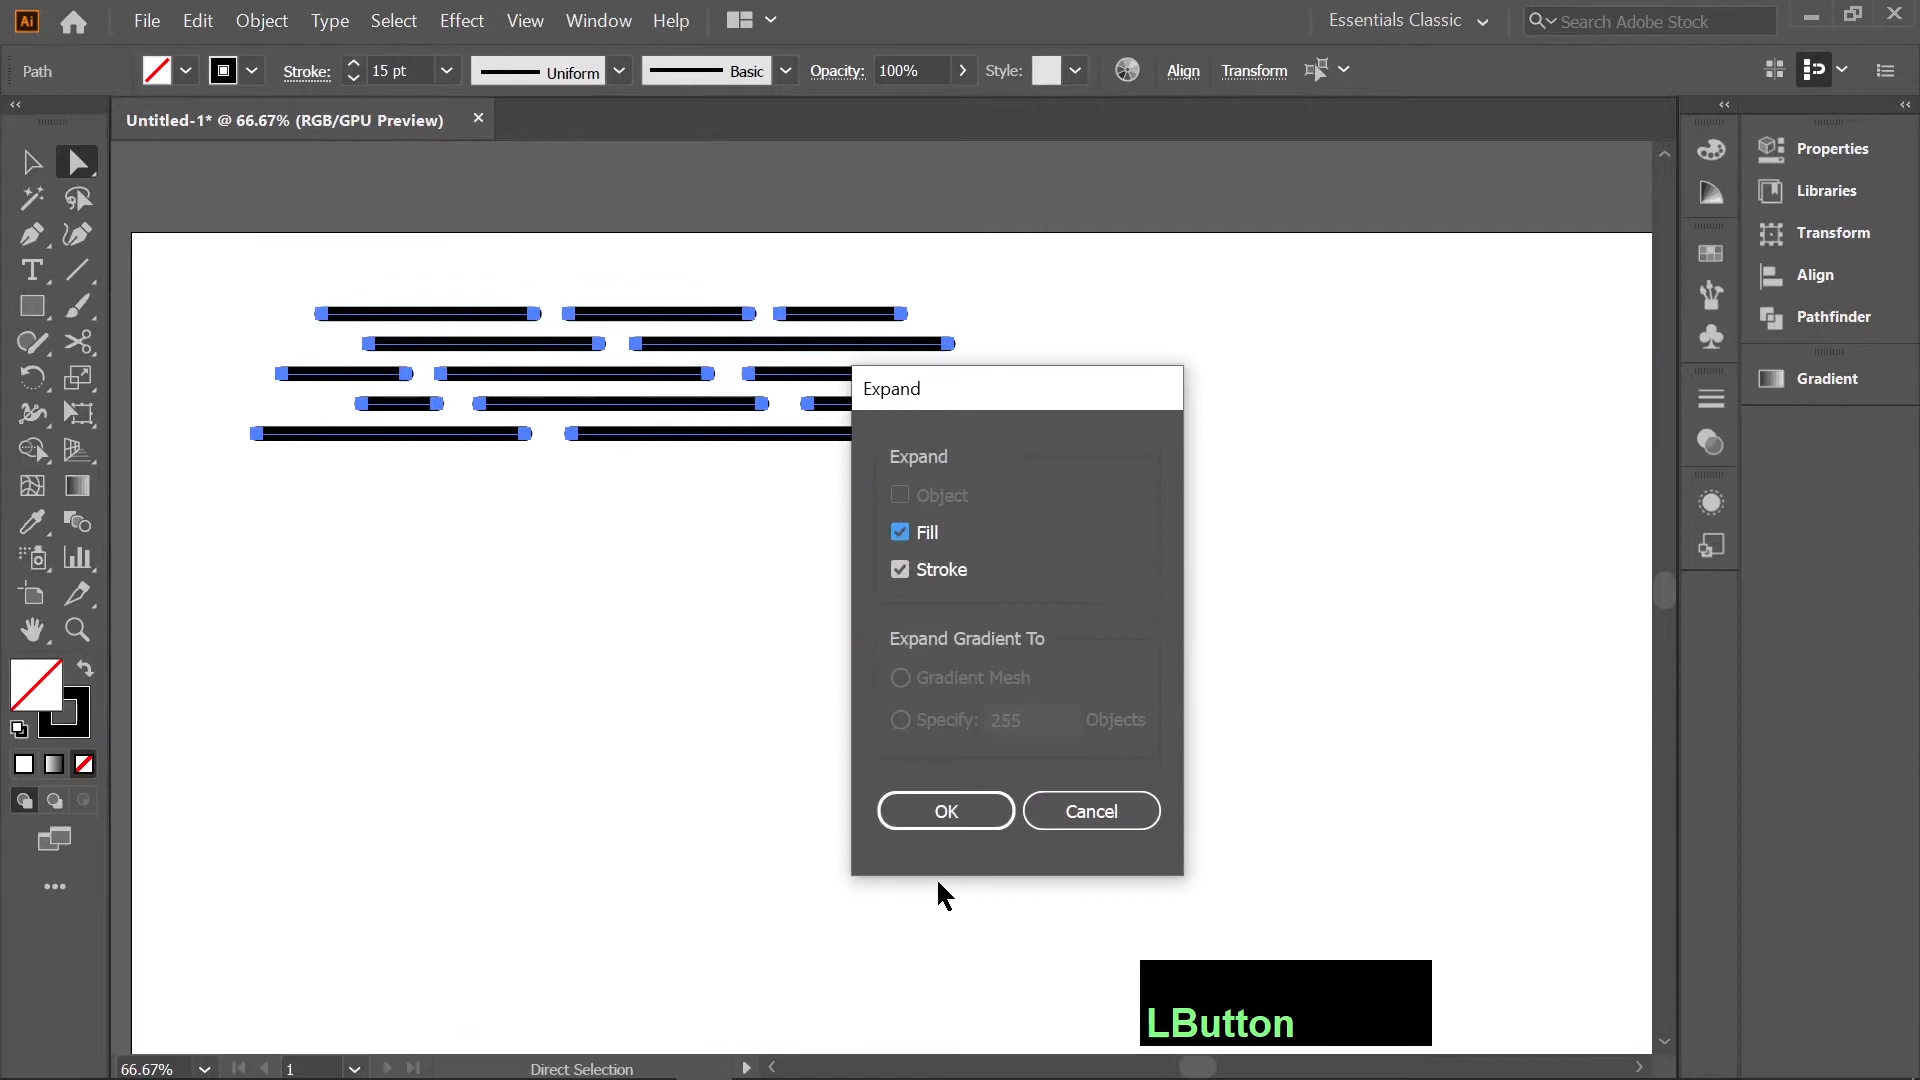 Ai File Edit Object Type Select Effect View Window Help Essentials Classic Search Adobe Stock
Path Stroke: 15 pt Uniform Basic Opacity: 100% Style: Align Transform
Untitled-1* @ 66.67% (RGB/GPU Preview)
Properties
Libraries
Transform
Align
Pathfinder
Gradient
Expand
Expand
Object
Fill
Stroke
Expand Gradient To
Gradient Mesh
Specify: 255 Objects
OK Cancel
LButton
66.67% 1 Direct Selection